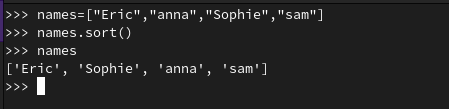 >>> names=["Eric","anna","Sophie","sam"]
>>> names.sort()
>>> names
['Eric', 'Sophie', 'anna', 'sam']
>>>